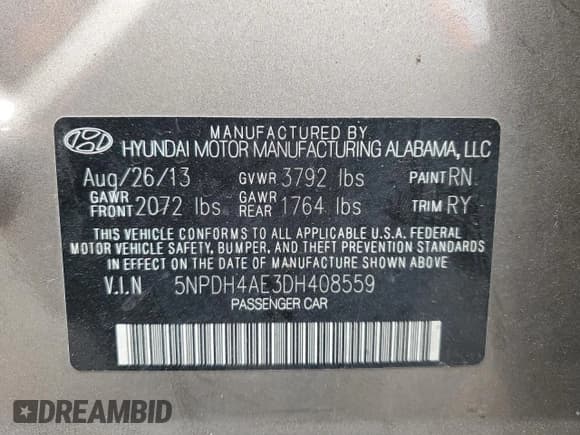 MANUFACTURED BY
HYUNDAI MOTOR MANUFACTURING ALABAMA, LLC
Aug/26/13 GVWR 3792 lbs PAINT RN
GAWR FRONT 2072 lbs GAWR REAR 1764 lbs TRIM RY
THIS VEHICLE CONFORMS TO ALL APPLICABLE U.S.A. FEDERAL
MOTOR VEHICLE SAFETY, BUMPER, AND THEFT PREVENTION STANDARDS
IN EFFECT ON THE DATE OF MANUFACTURE SHOWN ABOVE
V.I.N 5NPDH4AE3DH408559
PASSENGER CAR
DREAMBID